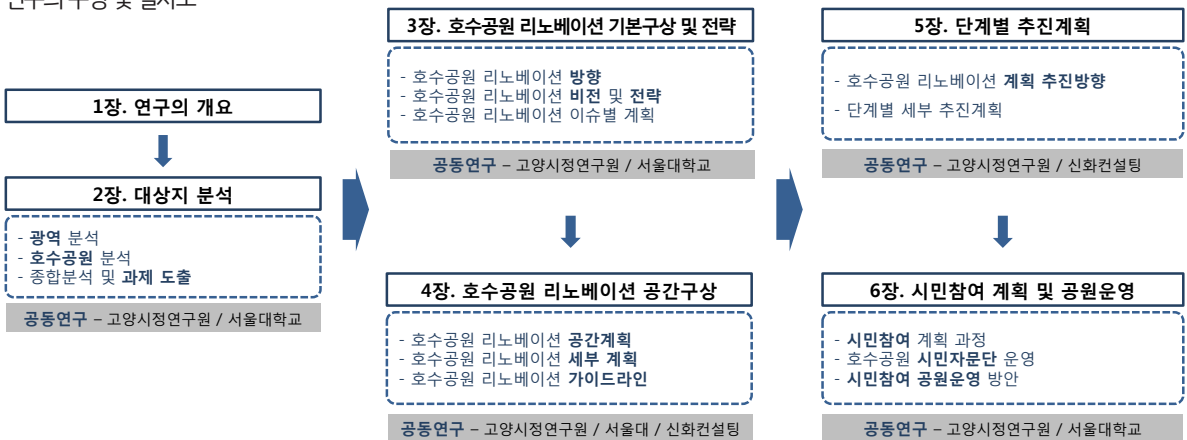 1장. 연구의 개요
2장. 대상지 분석
- 광역 분석
- 호수공원 분석
- 종합분석 및 과제 도출
공동연구 – 고양시정연구원 / 서울대학교
3장. 호수공원 리노베이션 기본구상 및 전략
- 호수공원 리노베이션 방향
- 호수공원 리노베이션 비전 및 전략
- 호수공원 리노베이션 이슈별 계획
공동연구 – 고양시정연구원 / 서울대학교
4장. 호수공원 리노베이션 공간구상
- 호수공원 리노베이션 공간계획
- 호수공원 리노베이션 세부 계획
- 호수공원 리노베이션 가이드라인
공동연구 – 고양시정연구원 / 서울대 / 신화컨설팅
5장. 단계별 추진계획
- 호수공원 리노베이션 계획 추진방향
- 단계별 세부 추진계획
공동연구 – 고양시정연구원 / 신화컨설팅
6장. 시민참여 계획 및 공원운영
- 시민참여 계획 과정
- 호수공원 시민자문단 운영
- 시민참여 공원운영 방안
공동연구 – 고양시정연구원 / 서울대학교